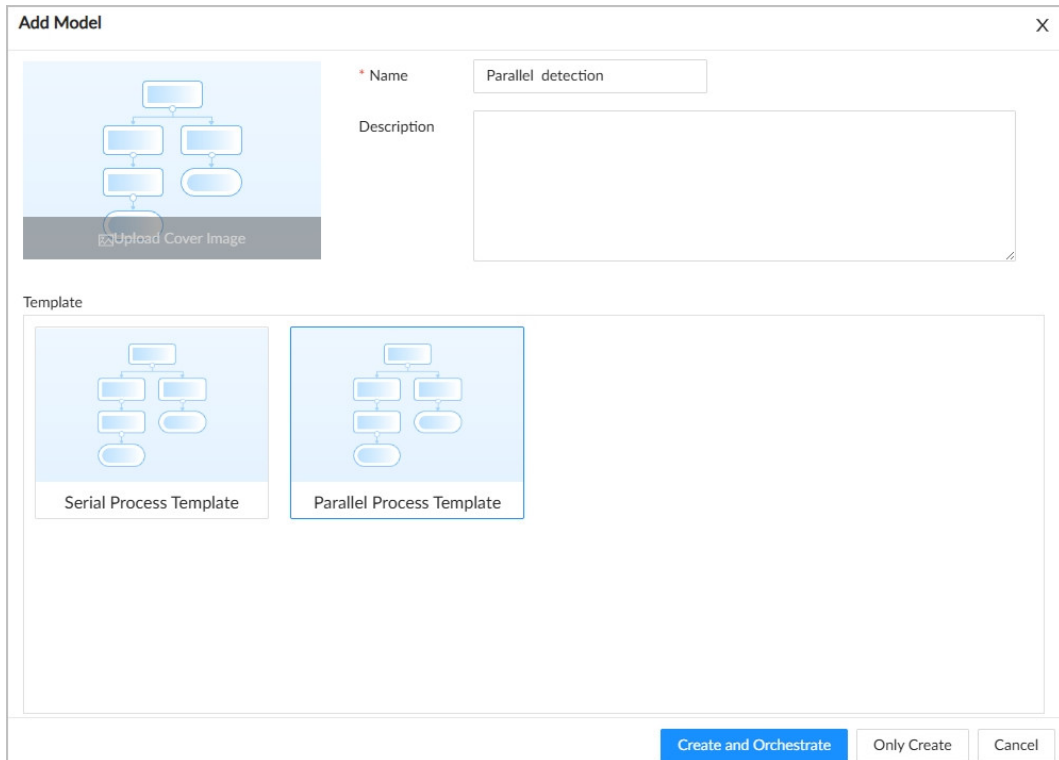 Add Model
X
* Name
Parallel detection
Description
Upload Cover Image
Template
Serial Process Template
Parallel Process Template
Create and Orchestrate
Only Create
Cancel